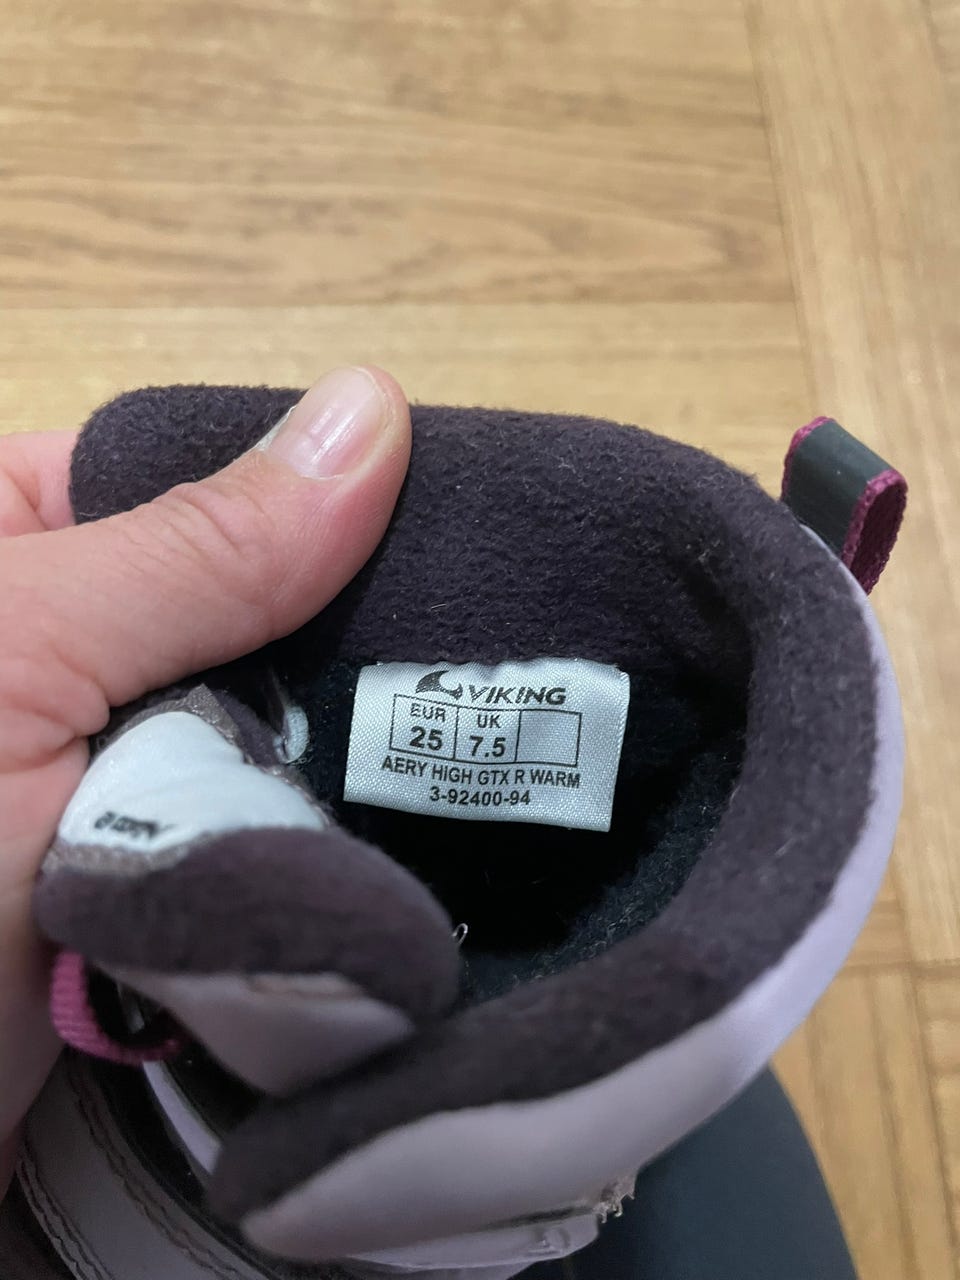 VIKING
EUR UK
25 7.5
AERY HIGH GTX R WARM
3-92400-94